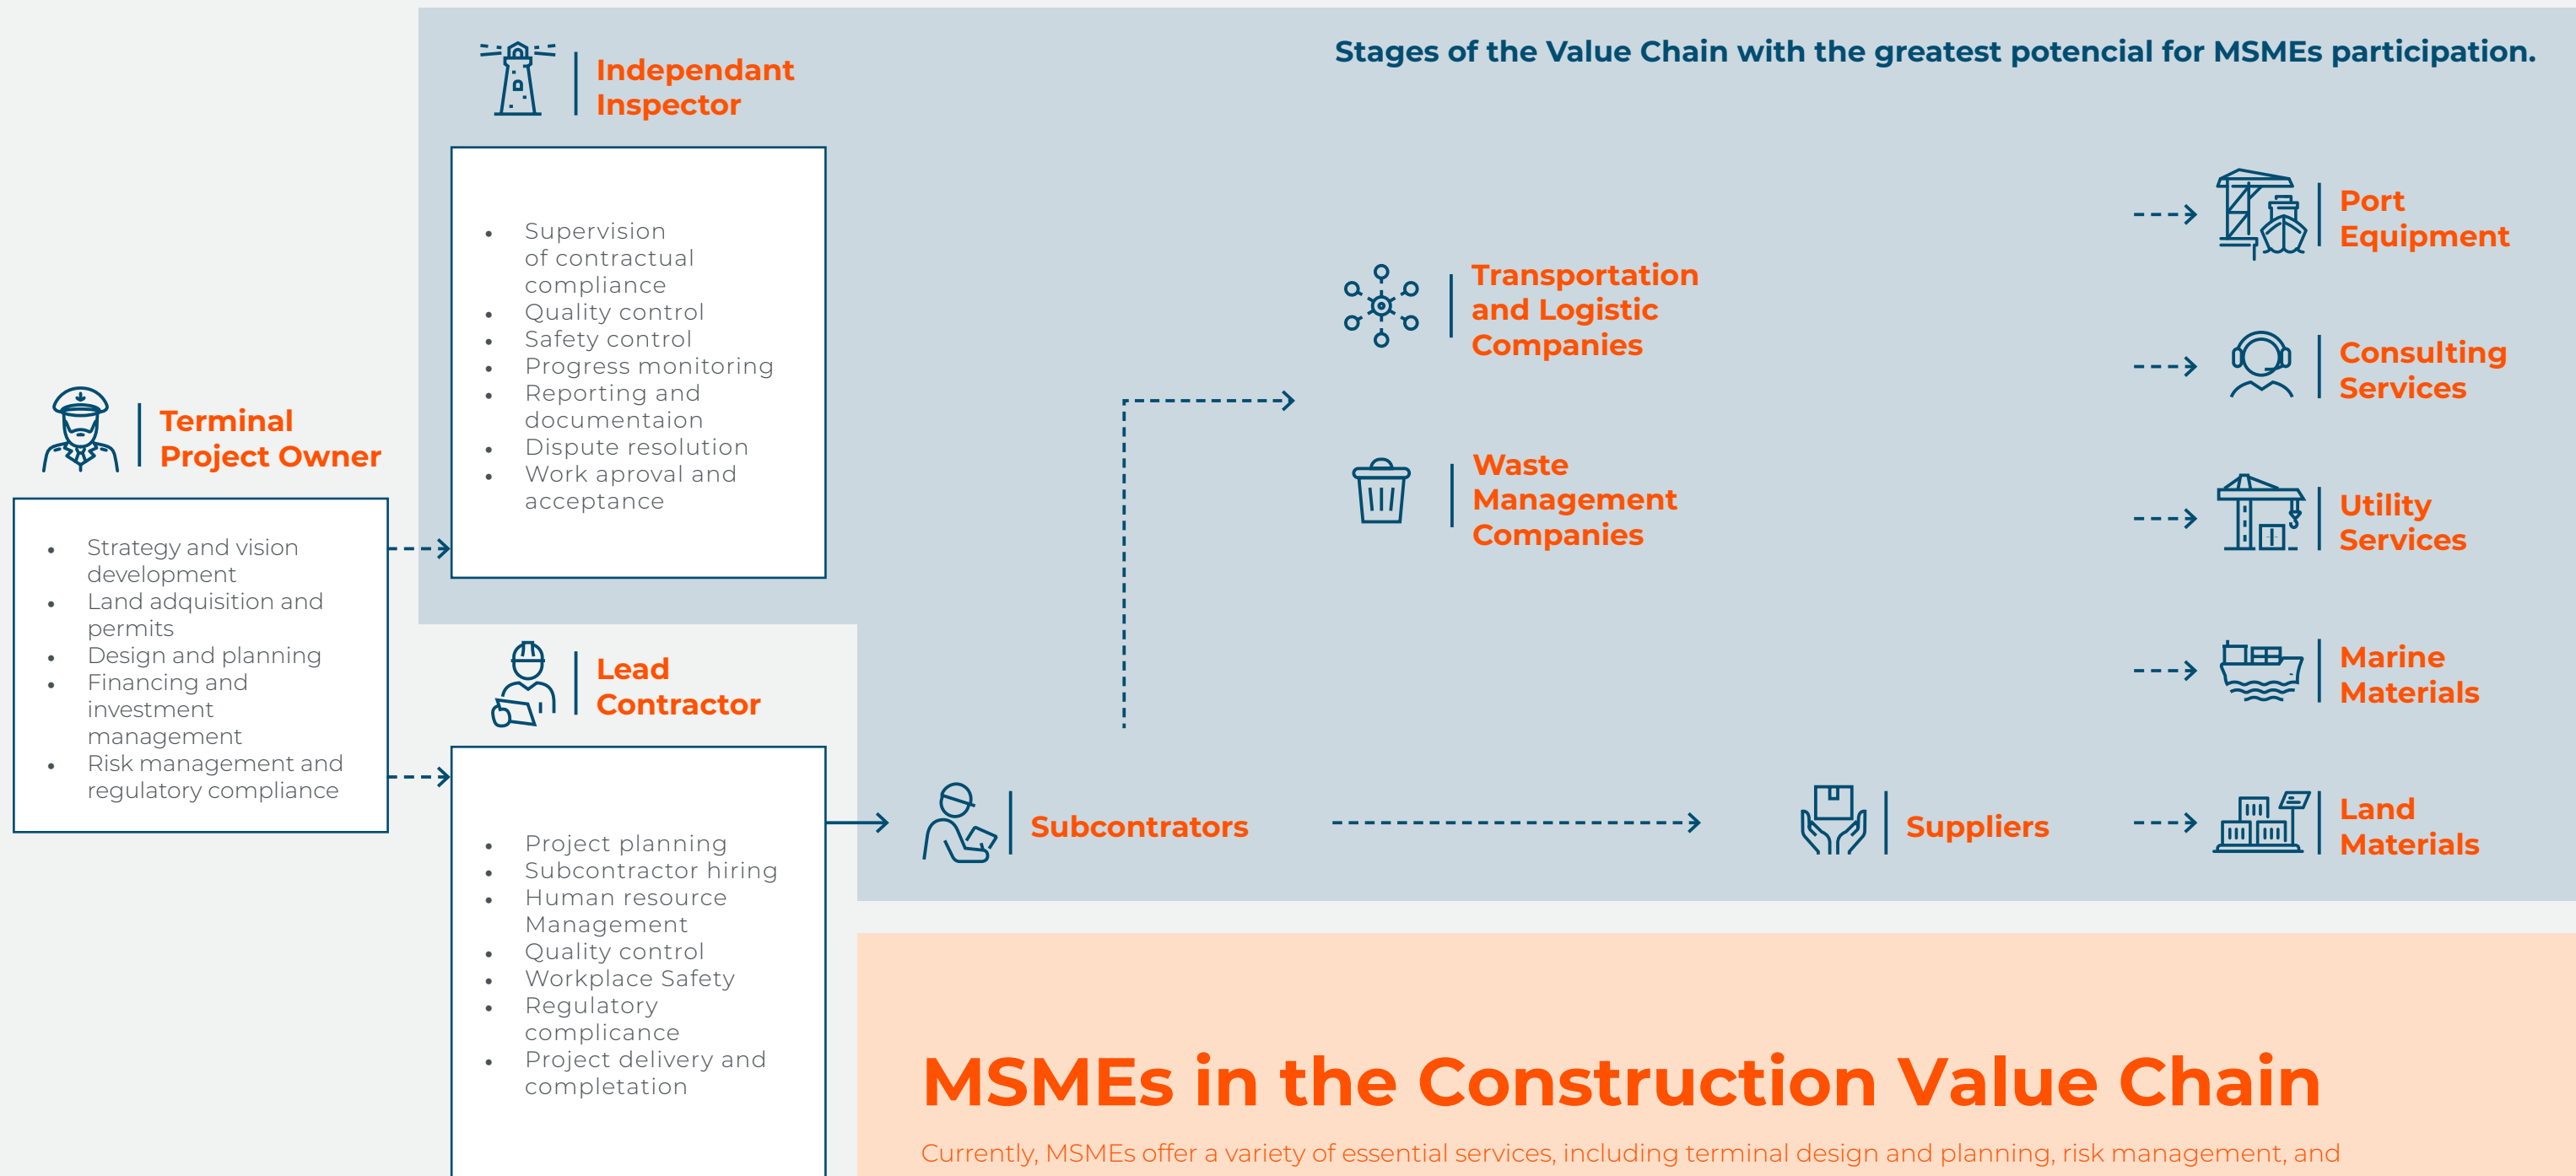 Stages of the Value Chain with the greatest potencial for MSMEs participation.
Independant
Inspector
Supervision
of contractual
compliance
Quality control
Safety control
Progress monitoring
Reporting and
documentaion
Dispute resolution
Work aproval and
acceptance
Terminal
Project Owner
Strategy and vision
development
Land adquisition and
permits
Design and planning
Financing and
investment
management
Risk management and
regulatory compliance
Lead
Contractor
Project planning
Subcontractor hiring
Human resource
Management
Quality control
Workplace Safety
Regulatory
complicance
Project delivery and
completation
Subcontrators
Transportation
and Logistic
Companies
Waste
Management
Companies
Suppliers
Port
Equipment
Consulting
Services
Utility
Services
Marine
Materials
Land
Materials
MSMEs in the Construction Value Chain
Currently, MSMEs offer a variety of essential services, including terminal design and planning, risk management, and